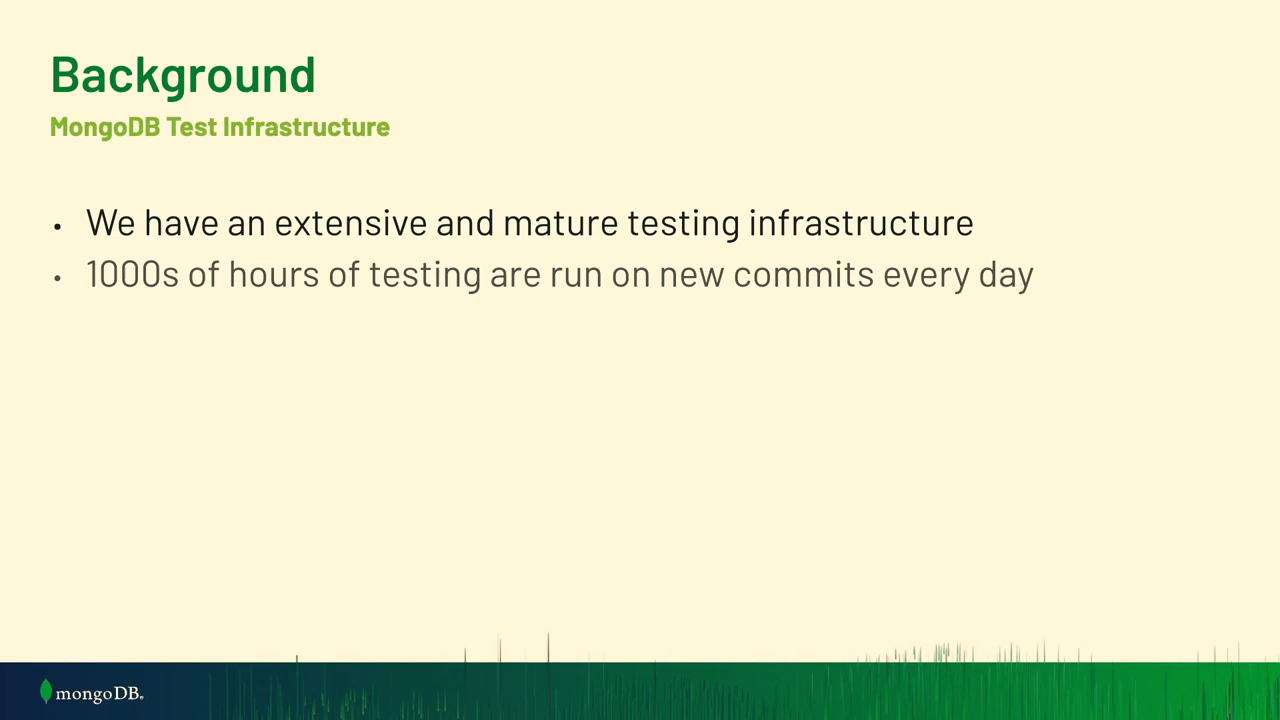 Background
MongoDB Test Infrastructure
• We have an extensive and mature testing infrastructure
• 1000s of hours of testing are run on new commits every day
mongoDB®